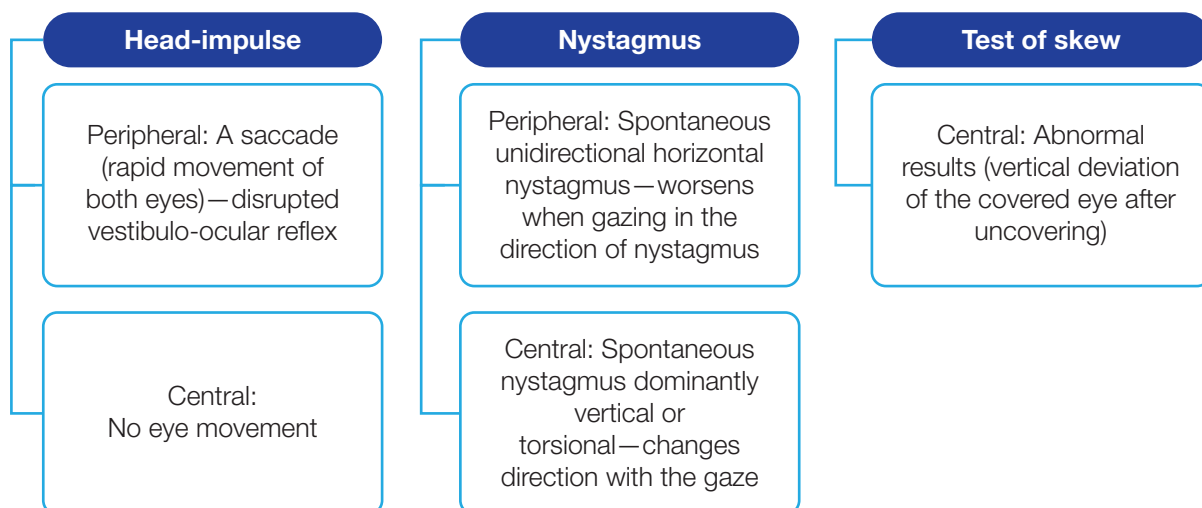 Head-impulse
Peripheral: A saccade
(rapid movement of
both eyes)—disrupted
vestibulo-ocular reflex
Central:
No eye movement
Nystagmus
Peripheral: Spontaneous
unidirectional horizontal
nystagmus—worsens
when gazing in the
direction of nystagmus
Central: Spontaneous
nystagmus dominantly
vertical or
torsional—changes
direction with the gaze
Test of skew
Central: Abnormal
results (vertical deviation
of the covered eye after
uncovering)